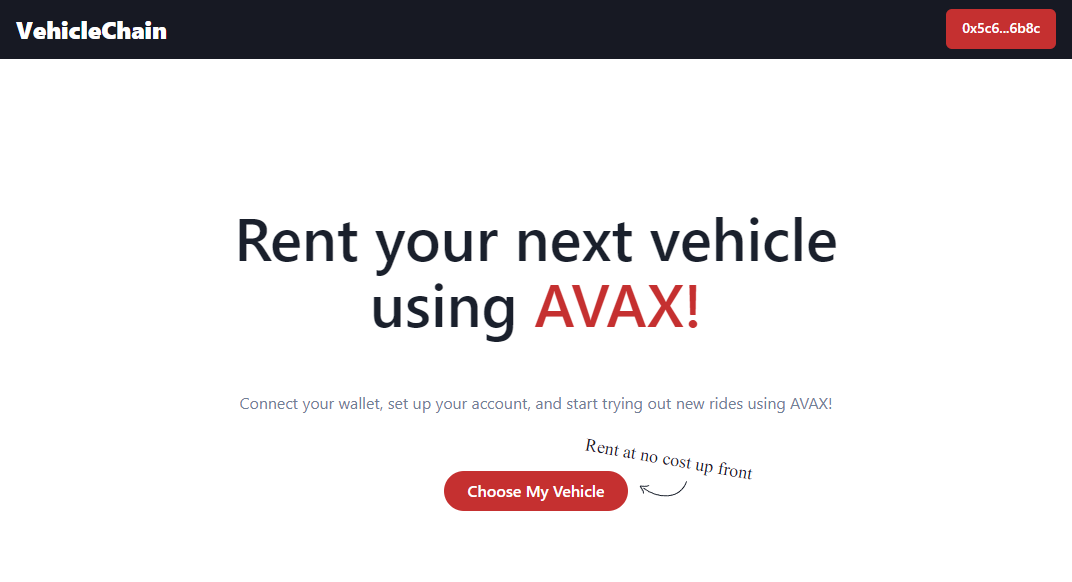 VehicleChain
0x5c6...6b8c
Rent your next vehicle
using AVAX!
Connect your wallet, set up your account, and start trying out new rides using AVAX!
Rent at no cost up front
Choose My Vehicle